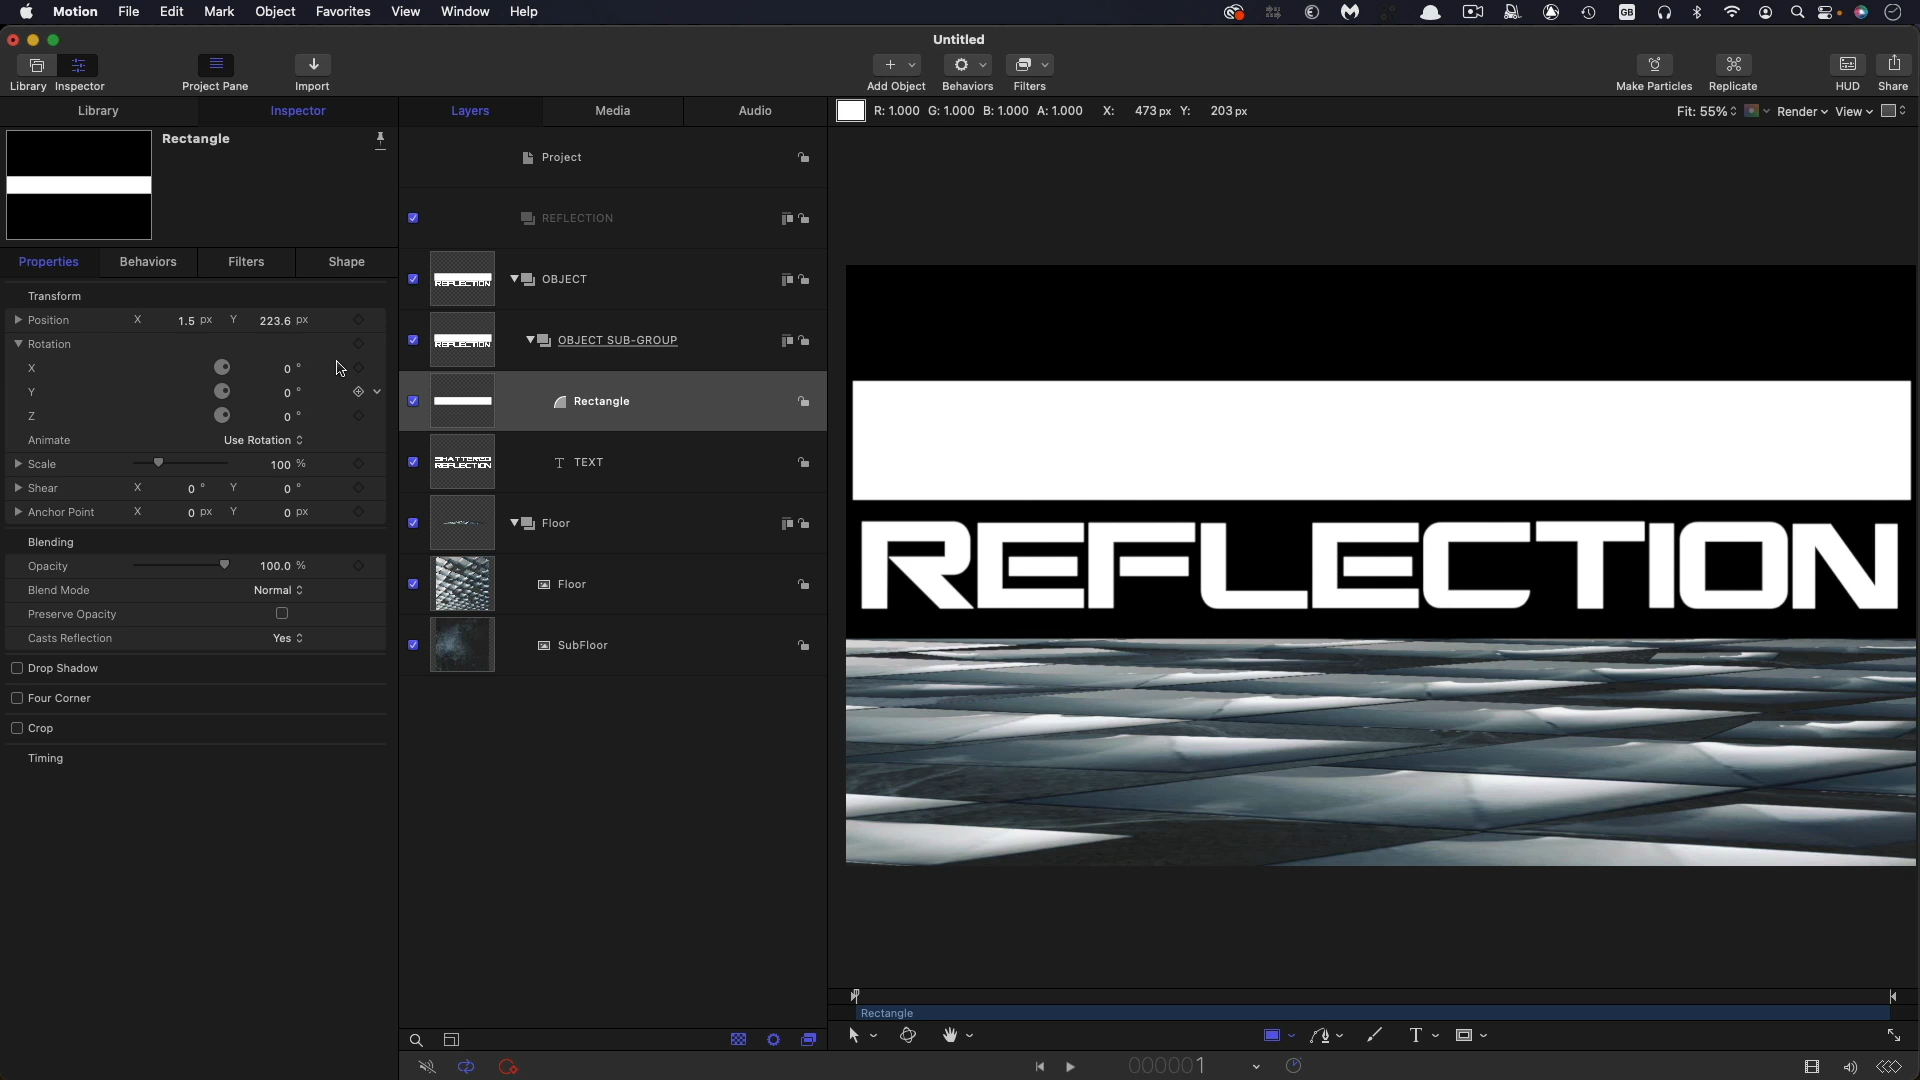 Motion File Edit Mark Object Favorites View Window Help
Untitled
Library Inspector Project Pane Import Add Object Behaviors Filters Make Particles Replicate HUD Share
Library Inspector Layers Media Audio R: 1.000 G: 1.000 B: 1.000 A: 1.000 X: 473 px Y: 203 px Fit: 55% Render View
Rectangle
Project
REFLECTION
Properties Behaviors Filters Shape
OBJECT
Transform
Position X 1.5 px Y 223.6 px
Rotation
OBJECT SUB-GROUP
X 0 °
Y 0 °
Rectangle
Z 0 °
Animate Use Rotation
Scale 100 %
TEXT
Shear X 0 ° Y 0 °
Anchor Point X 0 px Y 0 px
Floor
Blending
Opacity 100.0 %
Blend Mode Normal
Floor
Preserve Opacity
Casts Reflection Yes
SubFloor
Drop Shadow
Four Corner
Crop
Timing
REFLECTION
REFLECTION
REFLECTION
SHATTERED
REFLECTION
Rectangle
T
000001
GB